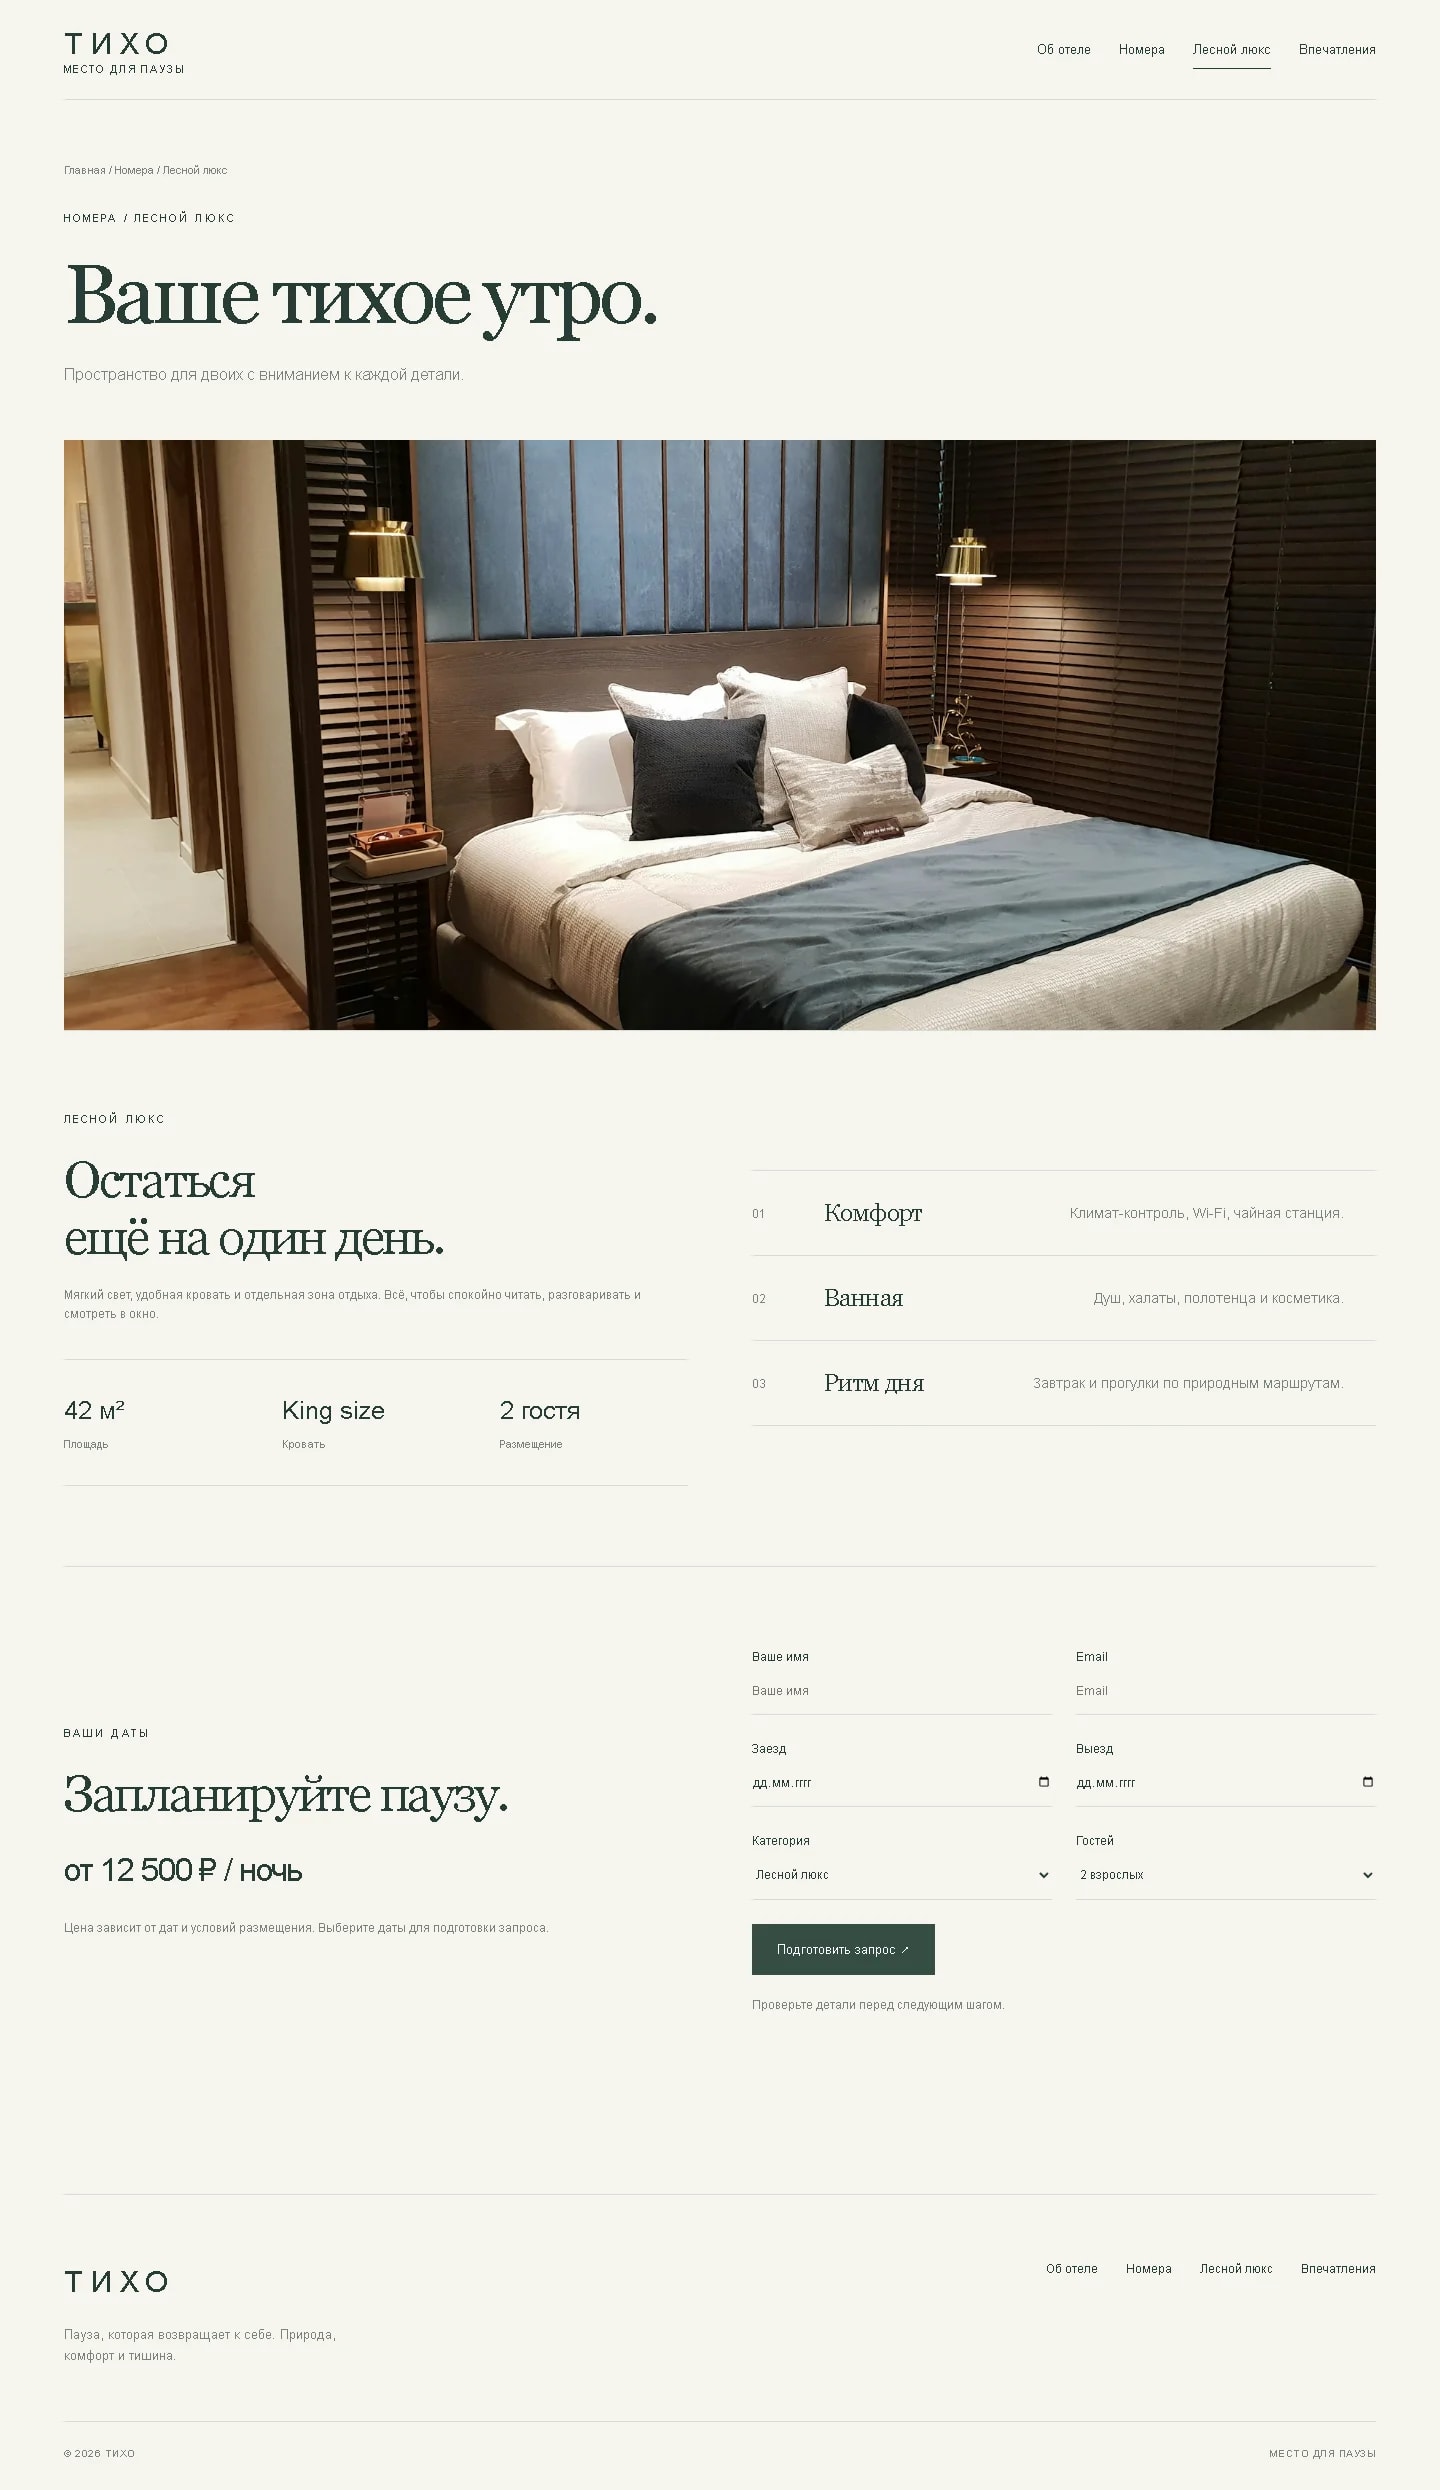 ТИХО
МЕСТО ДЛЯ ПАУЗЫ
Об отеле
Номера
Лесной люкс
Впечатления
Главная / Номера / Лесной люкс
НОМЕРА / ЛЕСНОЙ ЛЮКС
Ваше тихое утро.
Пространство для двоих с вниманием к каждой детали.
ЛЕСНОЙ ЛЮКС
Остаться
ещё на один день.
Мягкий свет, удобная кровать и отдельная зона отдыха. Всё, чтобы спокойно читать, разговаривать и
смотреть в окно.
42 м²
Площадь
King size
Кровать
2 гостя
Размещение
01 Комфорт Климат-контроль, Wi-Fi, чайная станция.
02 Ванная Душ, халаты, полотенца и косметика.
03 Ритм дня Завтрак и прогулки по природным маршрутам.
ВАШИ ДАТЫ
Запланируйте паузу.
от 12 500 ₽ / ночь
Цена зависит от дат и условий размещения. Выберите даты для подготовки запроса.
Ваше имя
Ваше имя
Email
Email
Заезд
дд.мм.гггг
Выезд
дд.мм.гггг
Категория
Лесной люкс
Гостей
2 взрослых
Подготовить запрос ↗
Проверьте детали перед следующим шагом.
ТИХО
Пауза, которая возвращает к себе. Природа,
комфорт и тишина.
Об отеле
Номера
Лесной люкс
Впечатления
© 2026 ТИХО
МЕСТО ДЛЯ ПАУЗЫ